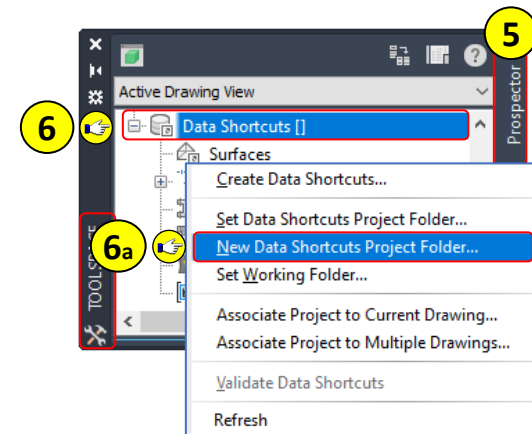 5
Active Drawing View
Prospector
6
Data Shortcuts []
Surfaces
Create Data Shortcuts...
Set Data Shortcuts Project Folder...
6a
New Data Shortcuts Project Folder...
TOOLSPACE
Set Working Folder...
Associate Project to Current Drawing...
Associate Project to Multiple Drawings...
Validate Data Shortcuts
Refresh